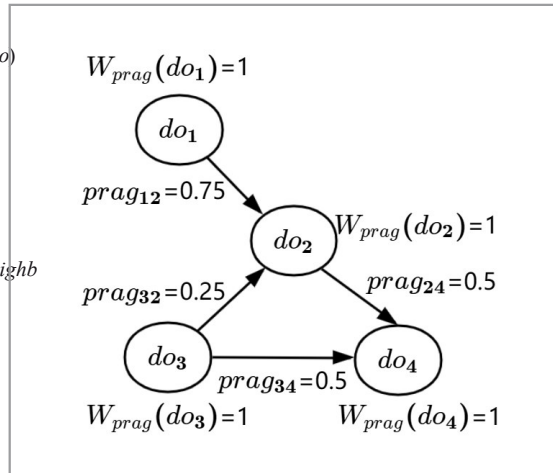 o)
W_prag(do_1)=1
do_1
prag_12=0.75
do_2
W_prag(do_2)=1
ighb
prag_24=0.5
prag_32=0.25
do_3
do_4
prag_34=0.5
W_prag(do_3)=1
W_prag(do_4)=1